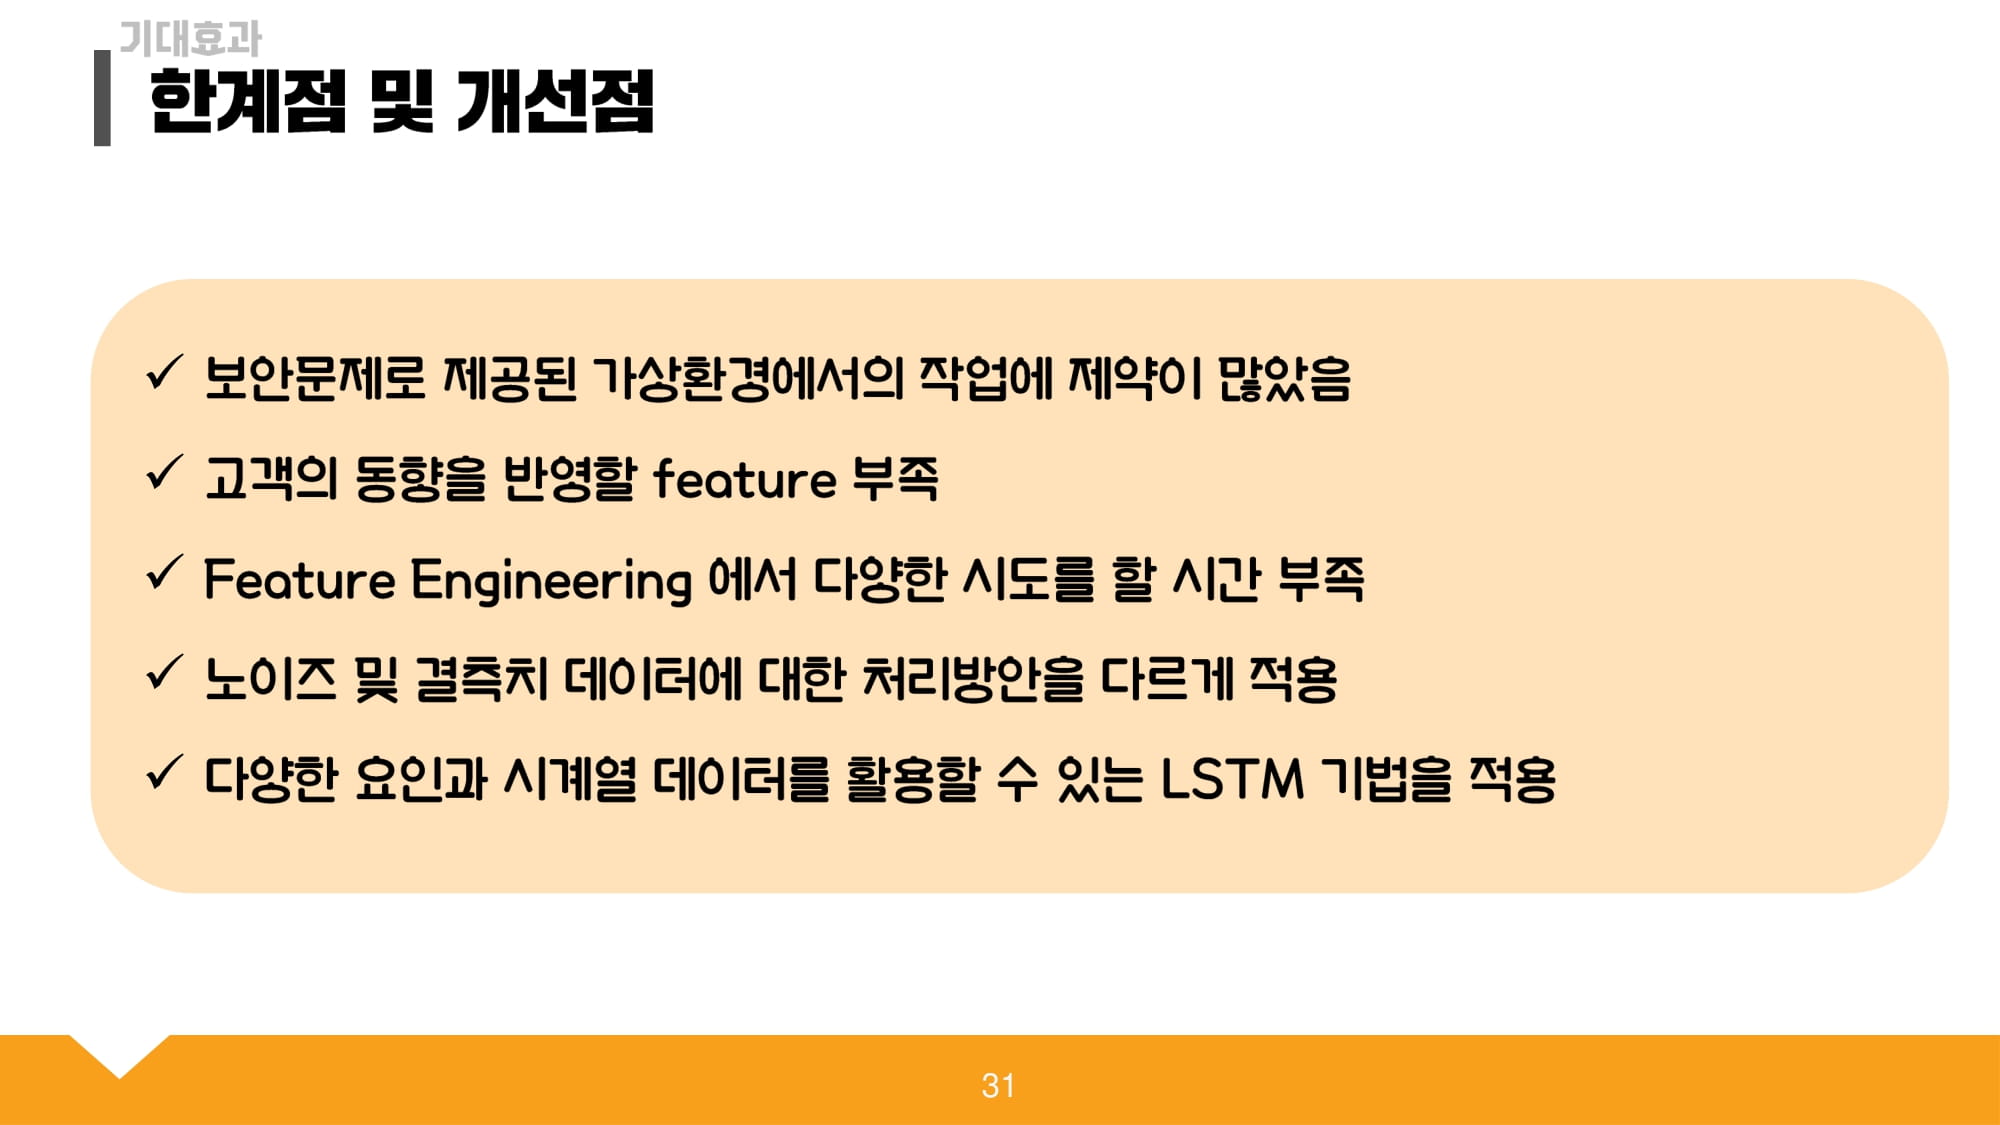 기대효과
한계점 및 개선점
✓ 보안문제로 제공된 가상환경에서의 작업에 제약이 많았음
✓ 고객의 동향을 반영할 feature 부족
✓ Feature Engineering 에서 다양한 시도를 할 시간 부족
✓ 노이즈 및 결측치 데이터에 대한 처리방안을 다르게 적용
✓ 다양한 요인과 시계열 데이터를 활용할 수 있는 LSTM 기법을 적용
31